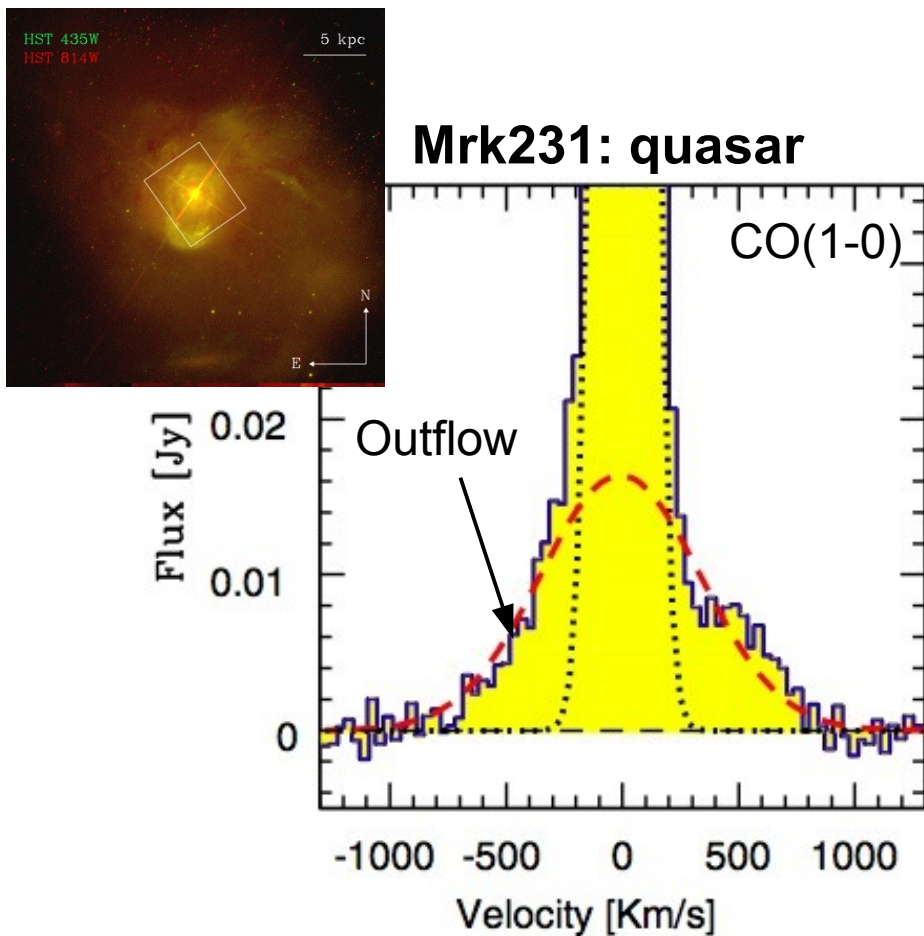 HST 435W
HST 814W
5 kpc
N
E
Mrk231: quasar
CO(1-0)
Outflow
Flux [Jy]
0.02
0.01
0
-1000 -500 0 500 1000
Velocity [Km/s]